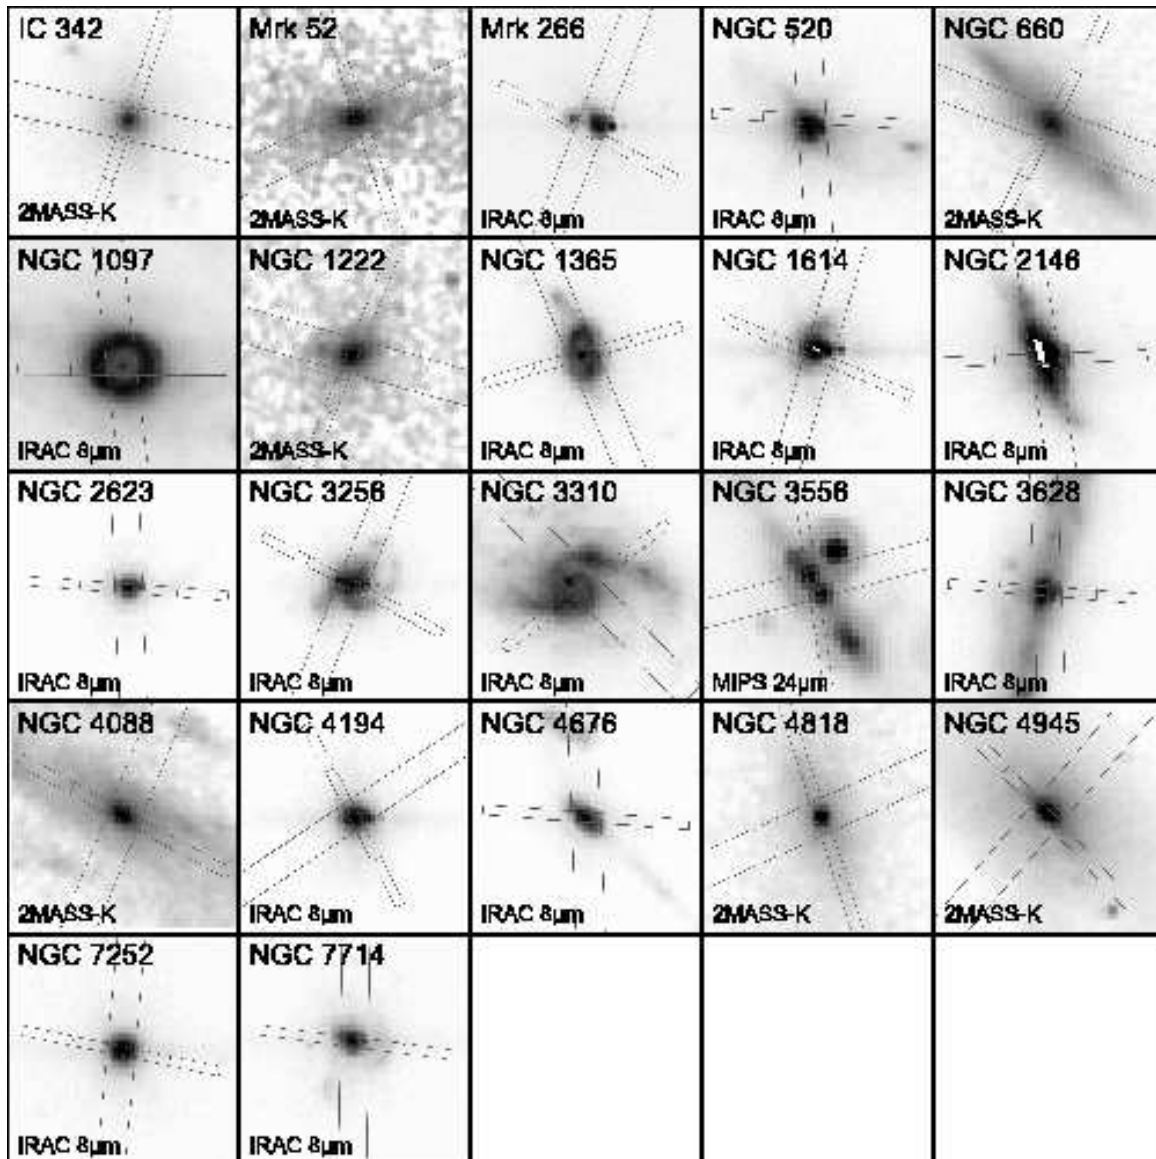 IC 342
2MASS-K
Mrk 52
2MASS-K
Mrk 266
IRAC 8µm
NGC 520
IRAC 8µm
NGC 660
2MASS-K
NGC 1097
IRAC 8µm
NGC 1222
2MASS-K
NGC 1365
IRAC 8µm
NGC 1614
IRAC 8µm
NGC 2146
IRAC 8µm
NGC 2623
IRAC 8µm
NGC 3256
IRAC 8µm
NGC 3310
IRAC 8µm
NGC 3556
MIPS 24µm
NGC 3628
IRAC 8µm
NGC 4088
2MASS-K
NGC 4194
IRAC 8µm
NGC 4676
IRAC 8µm
NGC 4818
2MASS-K
NGC 4945
2MASS-K
NGC 7252
IRAC 8µm
NGC 7714
IRAC 8µm